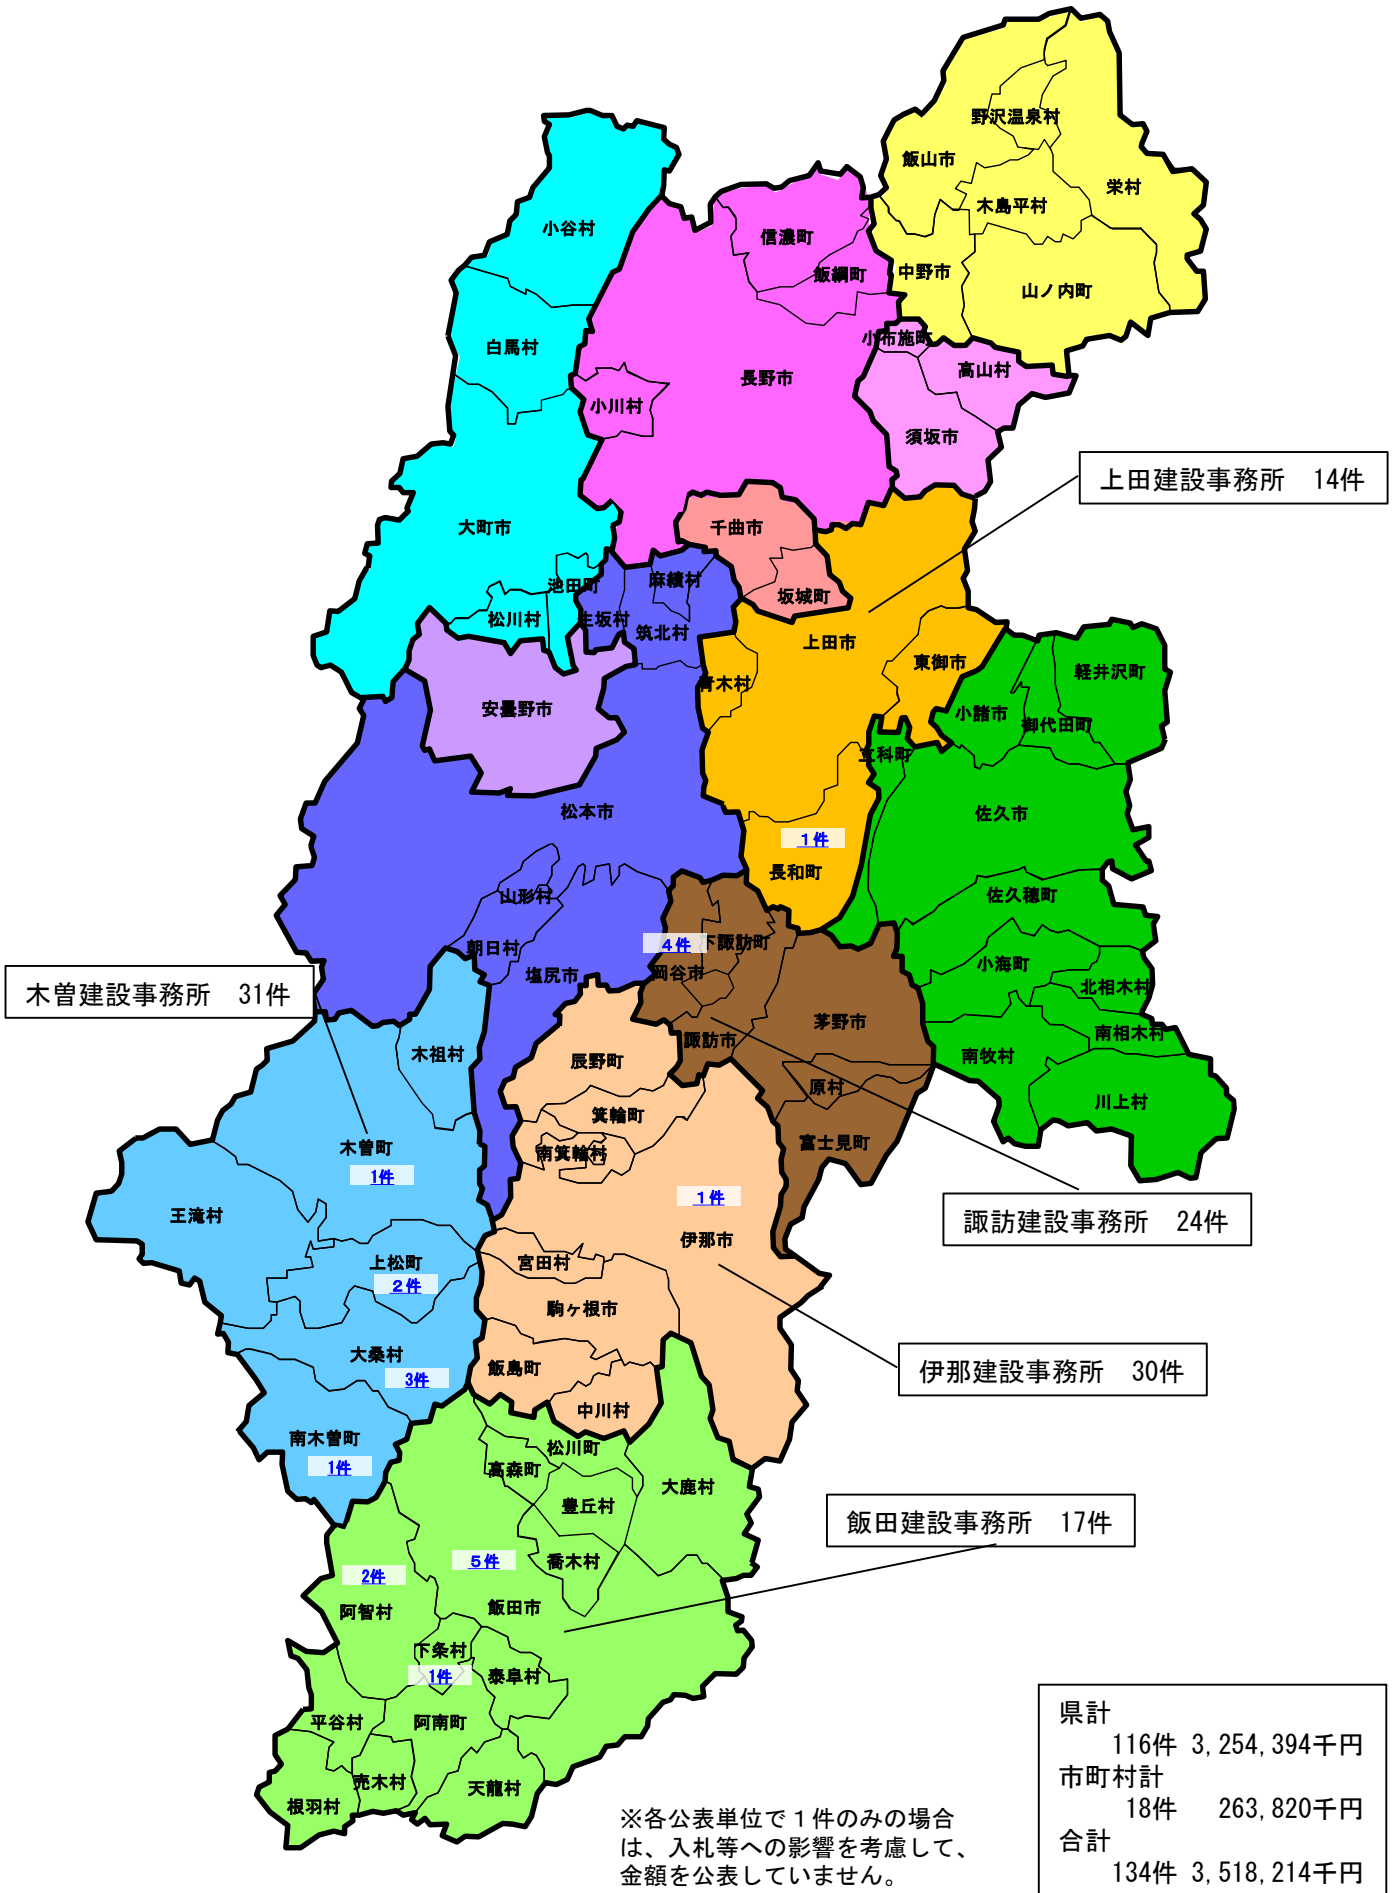 野沢温泉村
飯山市
栄村
木島平村
小谷村
信濃町
飯綱町
中野市
山ノ内町
白馬村
小布施町
高山村
長野市
小川村
須坂市
上田建設事務所 14件
大町市
千曲市
池田町
麻績村
坂城町
松川村
生坂村
筑北村
上田市
東御市
軽井沢町
青木村
安曇野市
小諸市
御代田町
立科町
松本市
佐久市
1件
長和町
山形村
佐久穂町
朝日村
4件
下諏訪町
塩尻市
岡谷市
小海町
北相木村
木曽建設事務所 31件
茅野市
南相木村
諏訪市
木祖村
辰野町
南牧村
原村
川上村
箕輪町
木曽町
南箕輪村
富士見町
1件
1件
王滝村
諏訪建設事務所 24件
伊那市
上松町
宮田村
2件
駒ヶ根市
大桑村
飯島町
伊那建設事務所 30件
3件
中川村
南木曽町
松川町
1件
高森町
大鹿村
豊丘村
飯田建設事務所 17件
5件
喬木村
2件
阿智村
飯田市
下条村
1件
泰阜村
平谷村
阿南町
売木村
天龍村
根羽村
県計
116件 3,254,394千円
市町村計
18件 263,820千円
合計
134件 3,518,214千円
※各公表単位で1件のみの場合
は、入札等への影響を考慮して、
金額を公表していません。